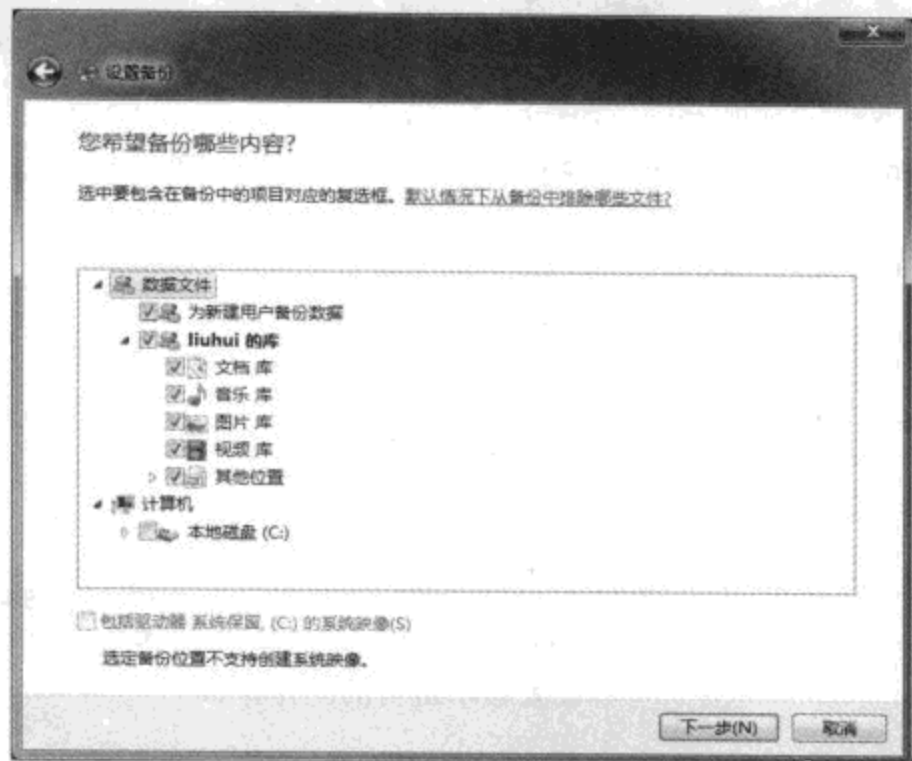 设置备份
您希望备份哪些内容?
选中要包含在备份中的项目对应的复选框。默认情况下从备份中排除哪些文件?
数据文件
为新建用户备份数据
liuhui 的库
文档 库
音乐 库
图片 库
视频 库
其他位置
计算机
本地磁盘 (C:)
包括驱动器 系统保留, (C:) 的系统映像(S)
选定备份位置不支持创建系统映像。
下一步(N) 取消